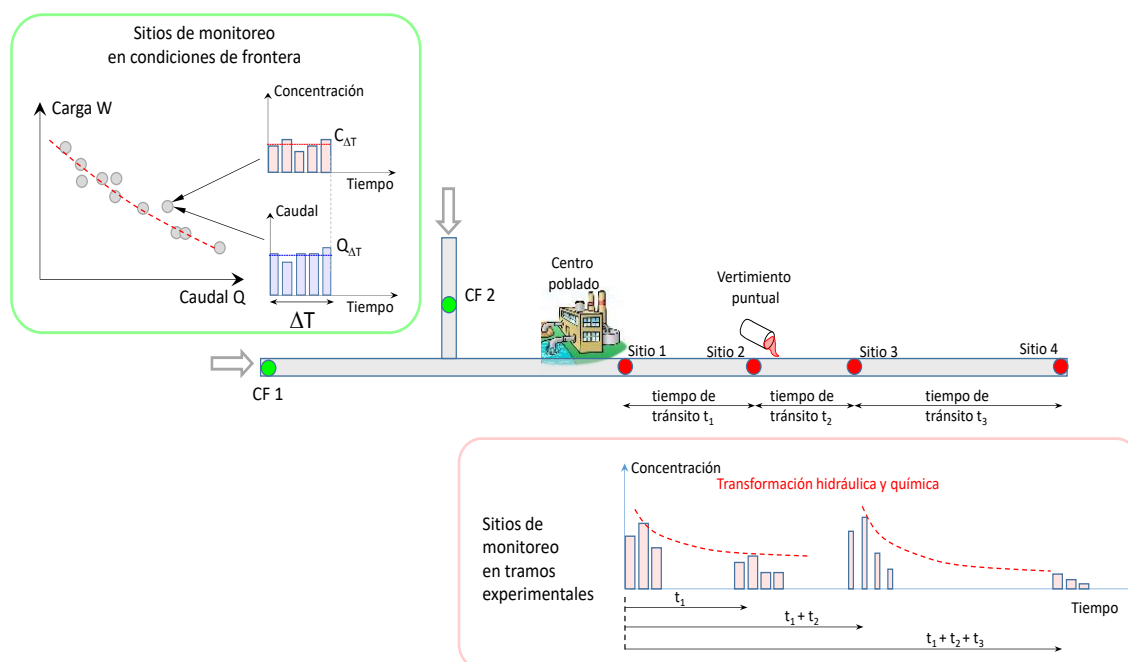 Sitios de monitoreo
en condiciones de frontera
Carga W
Caudal Q
Concentración
C ΔT
Tiempo
Caudal
Q ΔT
Tiempo
ΔT
CF 2
CF 1
Centro
poblado
Vertimiento
puntual
Sitio 1
Sitio 2
Sitio 3
Sitio 4
tiempo de
tránsito t1
tiempo de
tránsito t2
tiempo de
tránsito t3
Sitios de
monitoreo
en tramos
experimentales
Concentración
Transformación hidráulica y química
Tiempo
t1
t1 + t2
t1 + t2 + t3